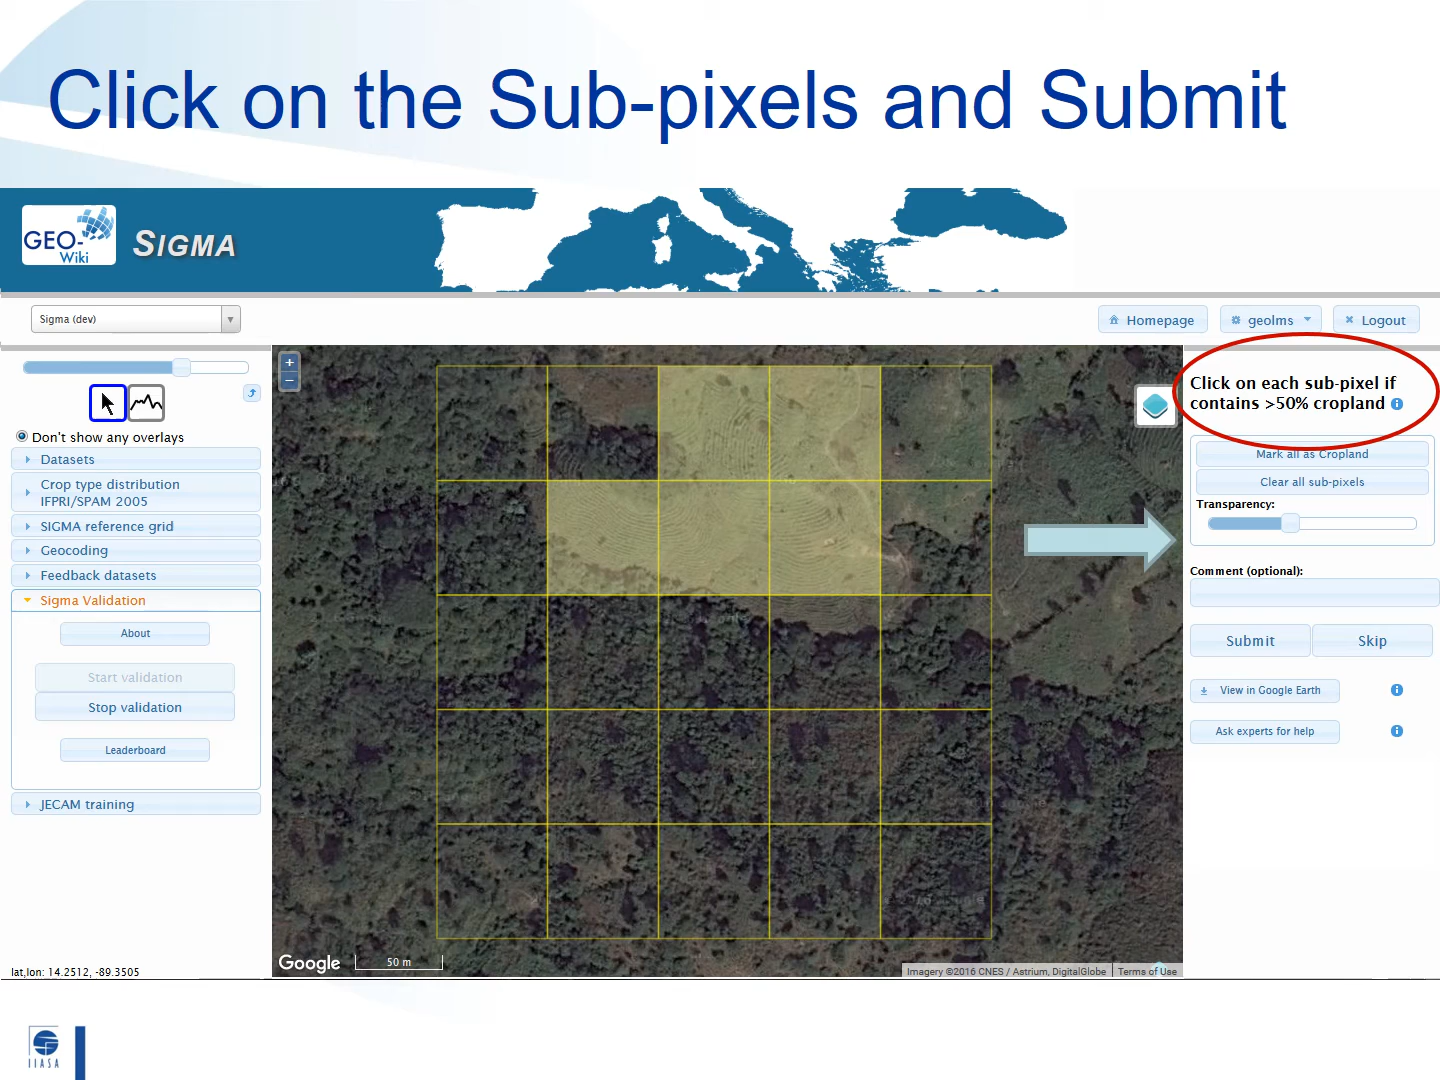 Click on the Sub-pixels and Submit
GEO-
Wiki
SIGMA
Sigma (dev)
Homepage
geolms
Logout
Don't show any overlays
Datasets
Crop type distribution
IFPRI/SPAM 2005
SIGMA reference grid
Geocoding
Feedback datasets
Sigma Validation
About
Start validation
Stop validation
Leaderboard
JECAM training
lat,lon: 14.2512, -89.3505
+
−
Google
50 m
Imagery ©2016 CNES / Astrium, DigitalGlobe
Terms of Use
Click on each sub-pixel if
contains >50% cropland
Mark all as Cropland
Clear all sub-pixels
Transparency:
Comment (optional):
Submit
Skip
View in Google Earth
Ask experts for help
IIASA